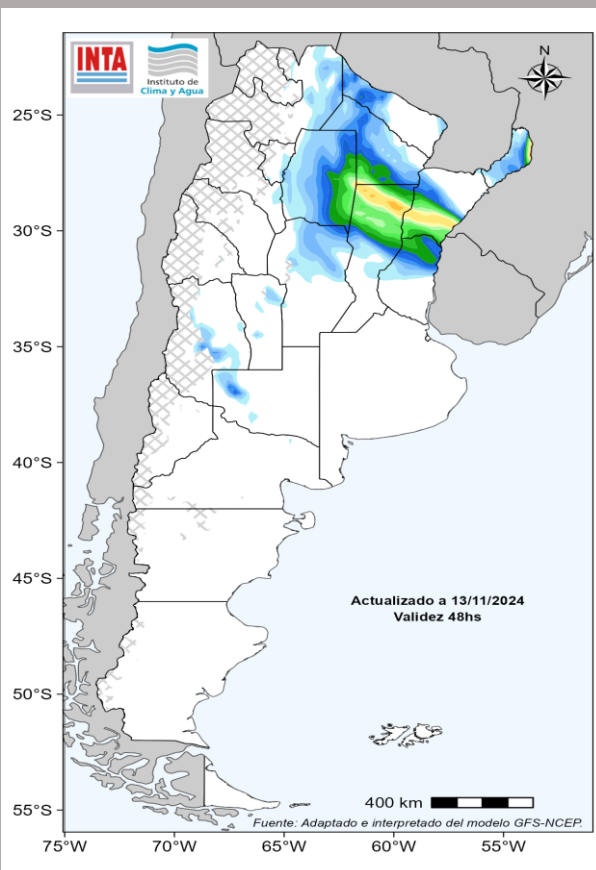 INTA
Instituto de
Clima y Agua
N
25°S
30°S
35°S
40°S
45°S
50°S
55°S
Actualizado a 13/11/2024
Validez 48hs
400 km
Fuente: Adaptado e interpretado del modelo GFS-NCEP.
75°W 70°W 65°W 60°W 55°W